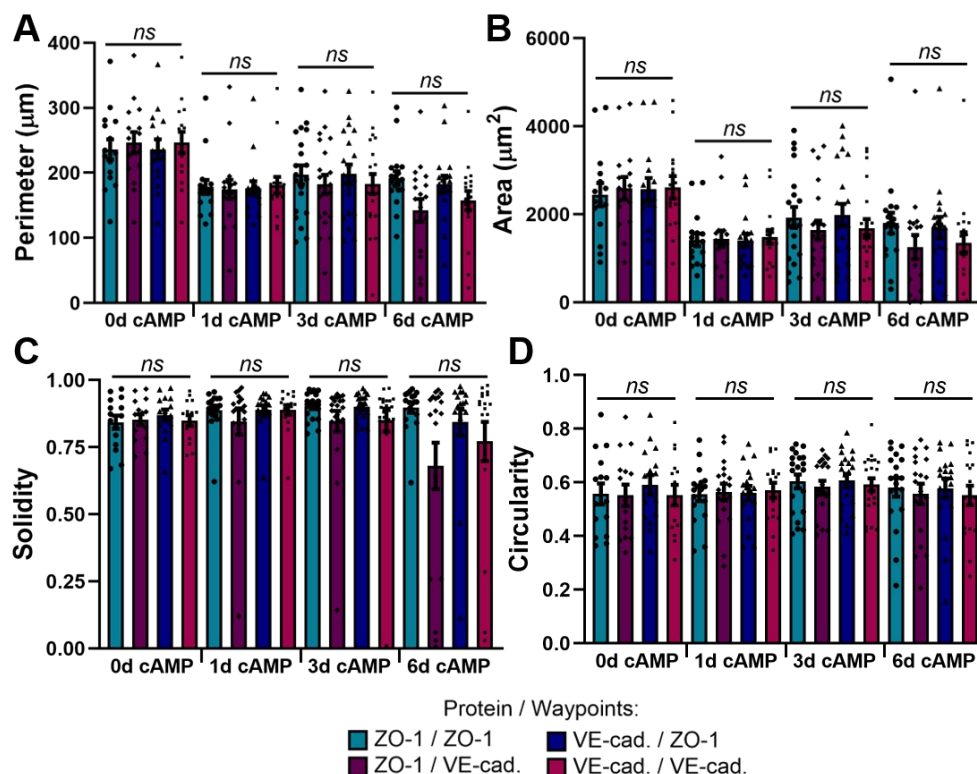 A
Perimeter (μm)
400
300
200
100
0
ns
ns
ns
ns
0d cAMP
1d cAMP
3d cAMP
6d cAMP
B
Area (μm²)
6000
4000
2000
0
ns
ns
ns
ns
0d cAMP
1d cAMP
3d cAMP
6d cAMP
C
Solidity
1.00
0.75
0.50
0.25
0.00
ns
ns
ns
ns
0d cAMP
1d cAMP
3d cAMP
6d cAMP
D
Circularity
1.0
0.8
0.6
0.4
0.2
0.0
ns
ns
ns
ns
0d cAMP
1d cAMP
3d cAMP
6d cAMP
Protein / Waypoints:
ZO-1 / ZO-1
VE-cad. / ZO-1
ZO-1 / VE-cad.
VE-cad. / VE-cad.